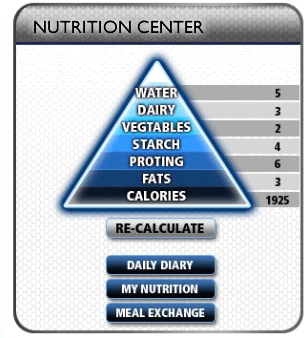 NUTRITION CENTER
WATER 5
DAIRY 3
VEGTABLES 2
STARCH 4
PROTING 6
FATS 3
CALORIES 1925
RE-CALCULATE
DAILY DIARY
MY NUTRITION
MEAL EXCHANGE